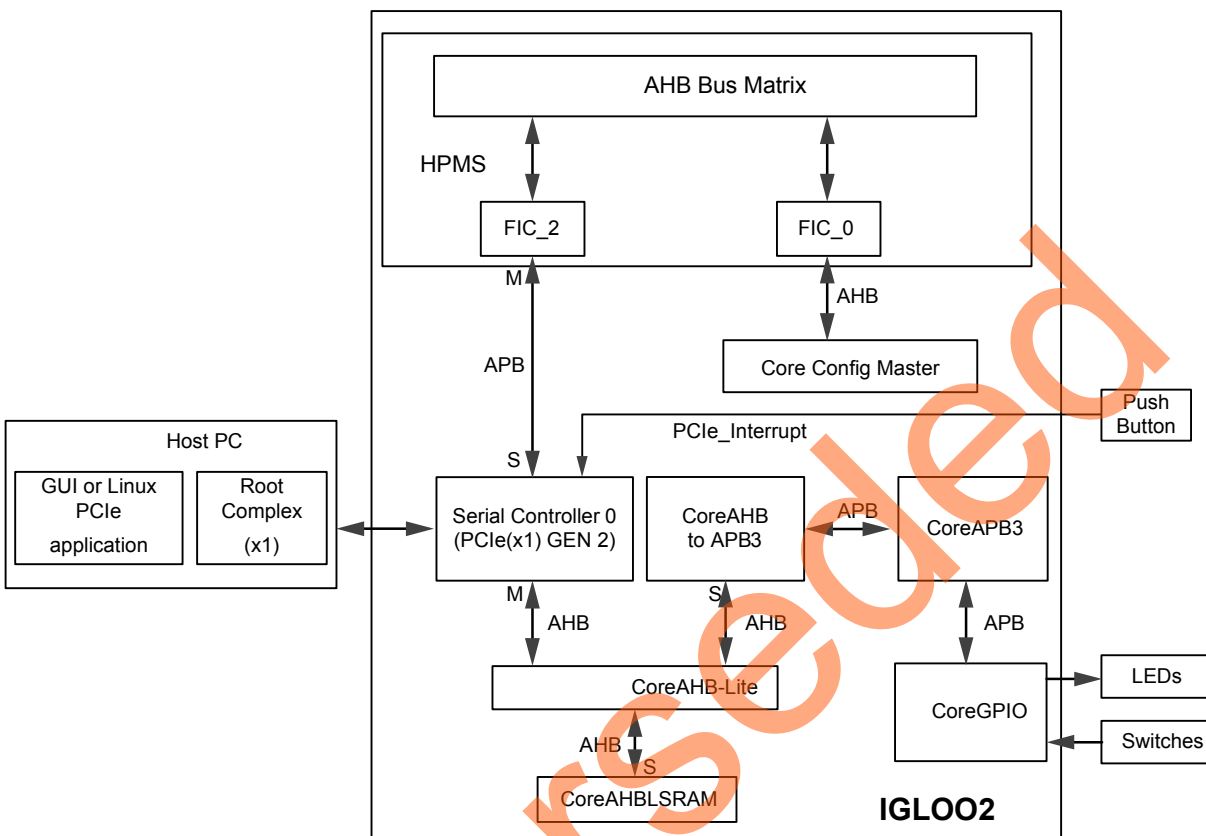 AHB Bus Matrix
HPMS
FIC_2
FIC_0
M
AHB
APB
Core Config Master
Push
Button
PCIe_Interrupt
Host PC
S
GUI or Linux
PCIe
application
Root
Complex
(x1)
Serial Controller 0
(PCIe(x1) GEN 2)
CoreAHB
to APB3
APB
CoreAPB3
M
S
AHB
AHB
APB
CoreAHB-Lite
LEDs
CoreGPIO
AHB
Switches
S
CoreAHBLSRAM
IGLOO2
rseded